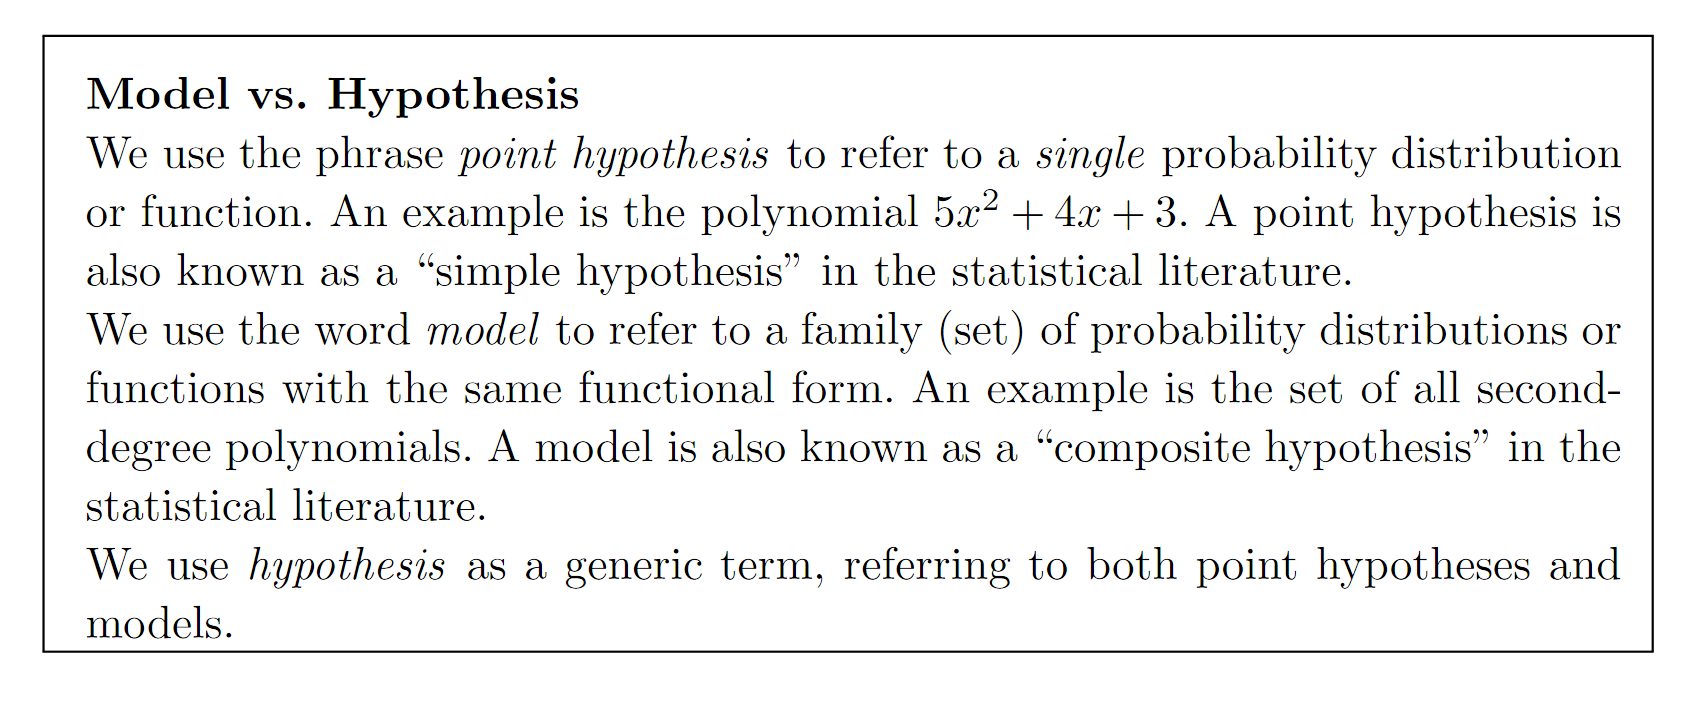 Model vs. Hypothesis
We use the phrase point hypothesis to refer to a single probability distribution
or function. An example is the polynomial 5x² + 4x + 3. A point hypothesis is
also known as a “simple hypothesis” in the statistical literature.
We use the word model to refer to a family (set) of probability distributions or
functions with the same functional form. An example is the set of all second-
degree polynomials. A model is also known as a “composite hypothesis” in the
statistical literature.
We use hypothesis as a generic term, referring to both point hypotheses and
models.